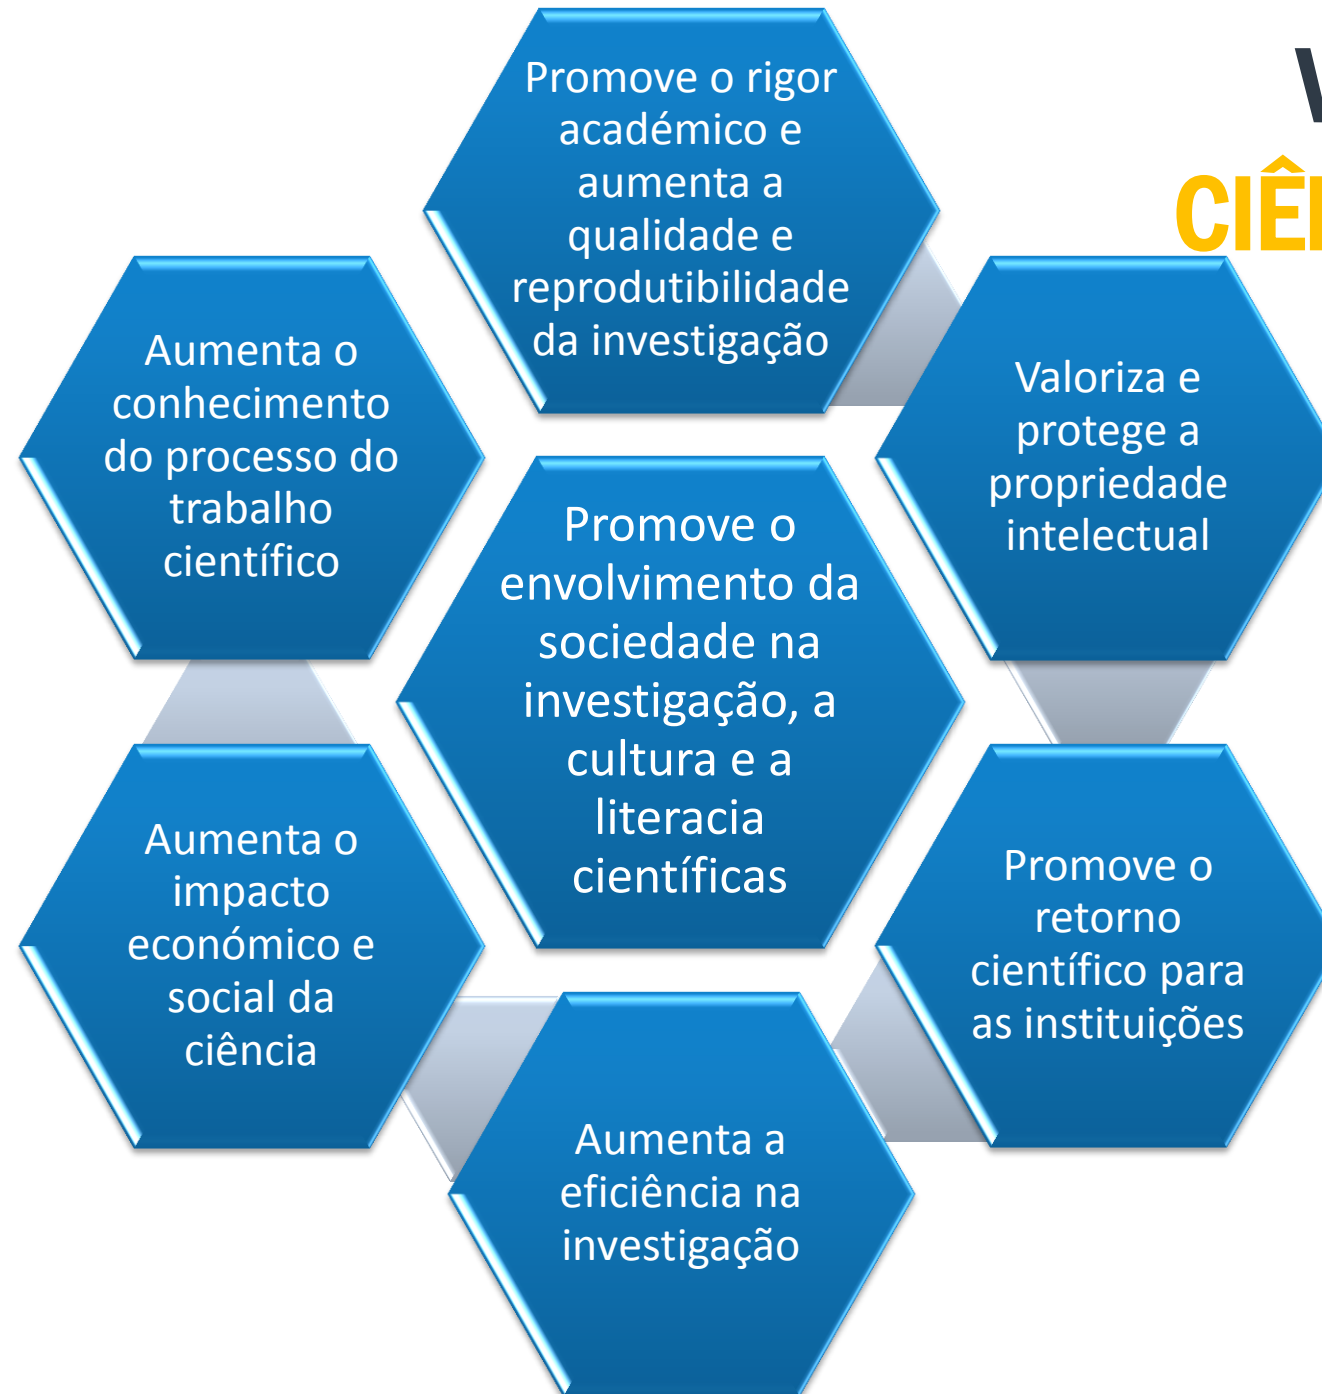 Promove o rigor
académico e
aumenta a
qualidade e
reprodutibilidade
da investigação
Valoriza e
protege a
propriedade
intelectual
Aumenta o
conhecimento
do processo do
trabalho
científico
Promove o
envolvimento da
sociedade na
investigação, a
cultura e a
literacia
científicas
Aumenta o
impacto
económico e
social da
ciência
Promove o
retorno
científico para
as instituições
Aumenta a
eficiência na
investigação